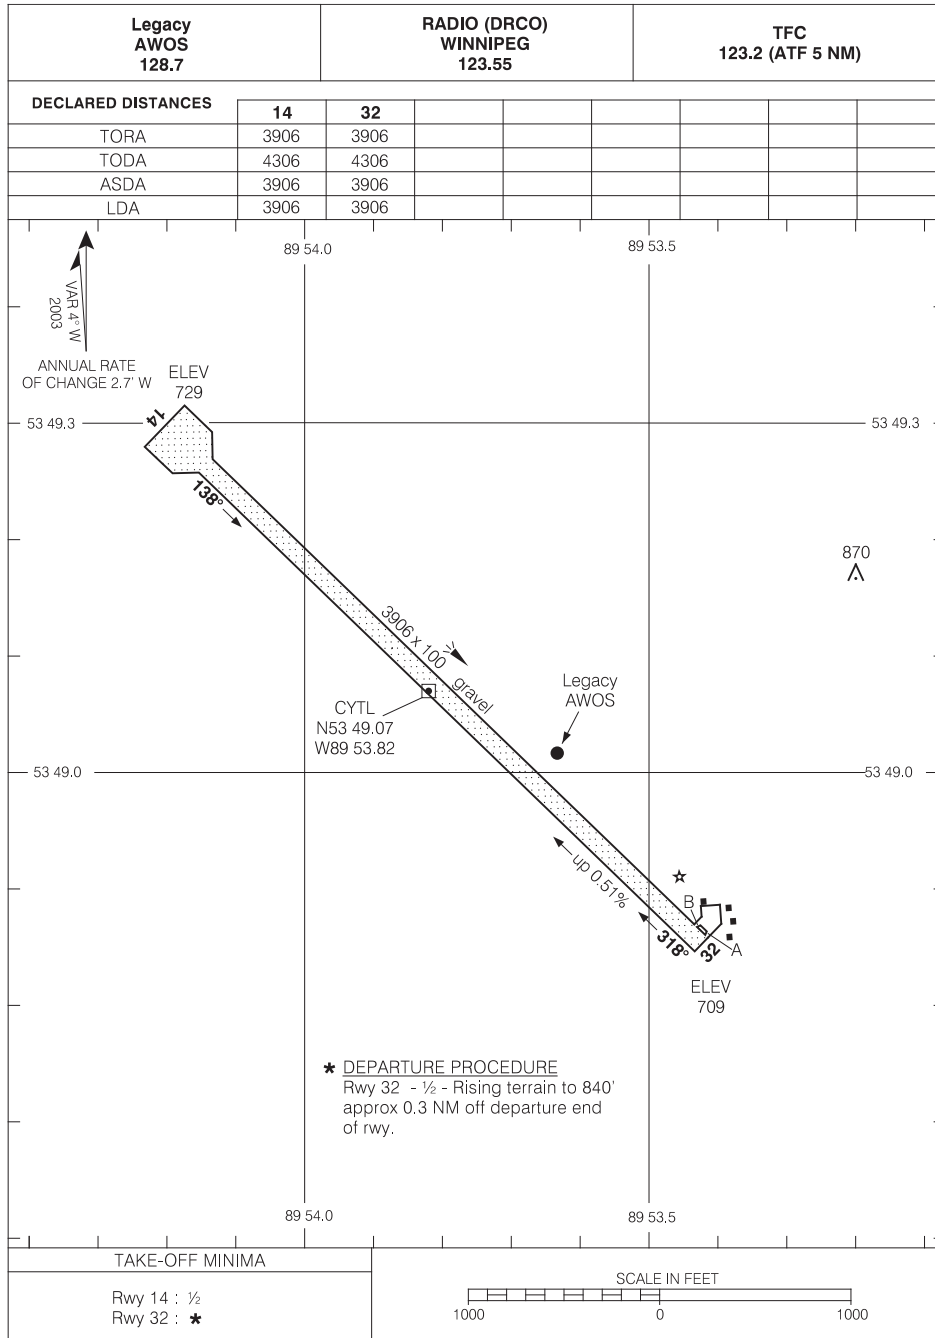 Legacy
AWOS
128.7
RADIO (DRCO)
WINNIPEG
123.55
TFC
123.2 (ATF 5 NM)
DECLARED DISTANCES 14 32
TORA 3906 3906
TODA 4306 4306
ASDA 3906 3906
LDA 3906 3906
89 54.0 89 53.5
VAR 4° W
2003
ANNUAL RATE
OF CHANGE 2.7' W
ELEV
729
14
53 49.3 53 49.3
138°
870
3906 x 100
gravel
Legacy
AWOS
CYTL
N53 49.07
W89 53.82
53 49.0 53 49.0
up 0.51%
B
A
318°
32
ELEV
709
* DEPARTURE PROCEDURE
Rwy 32 - ½ - Rising terrain to 840'
approx 0.3 NM off departure end
of rwy.
89 54.0 89 53.5
TAKE-OFF MINIMA
Rwy 14 : ½
Rwy 32 : *
SCALE IN FEET
1000 0 1000